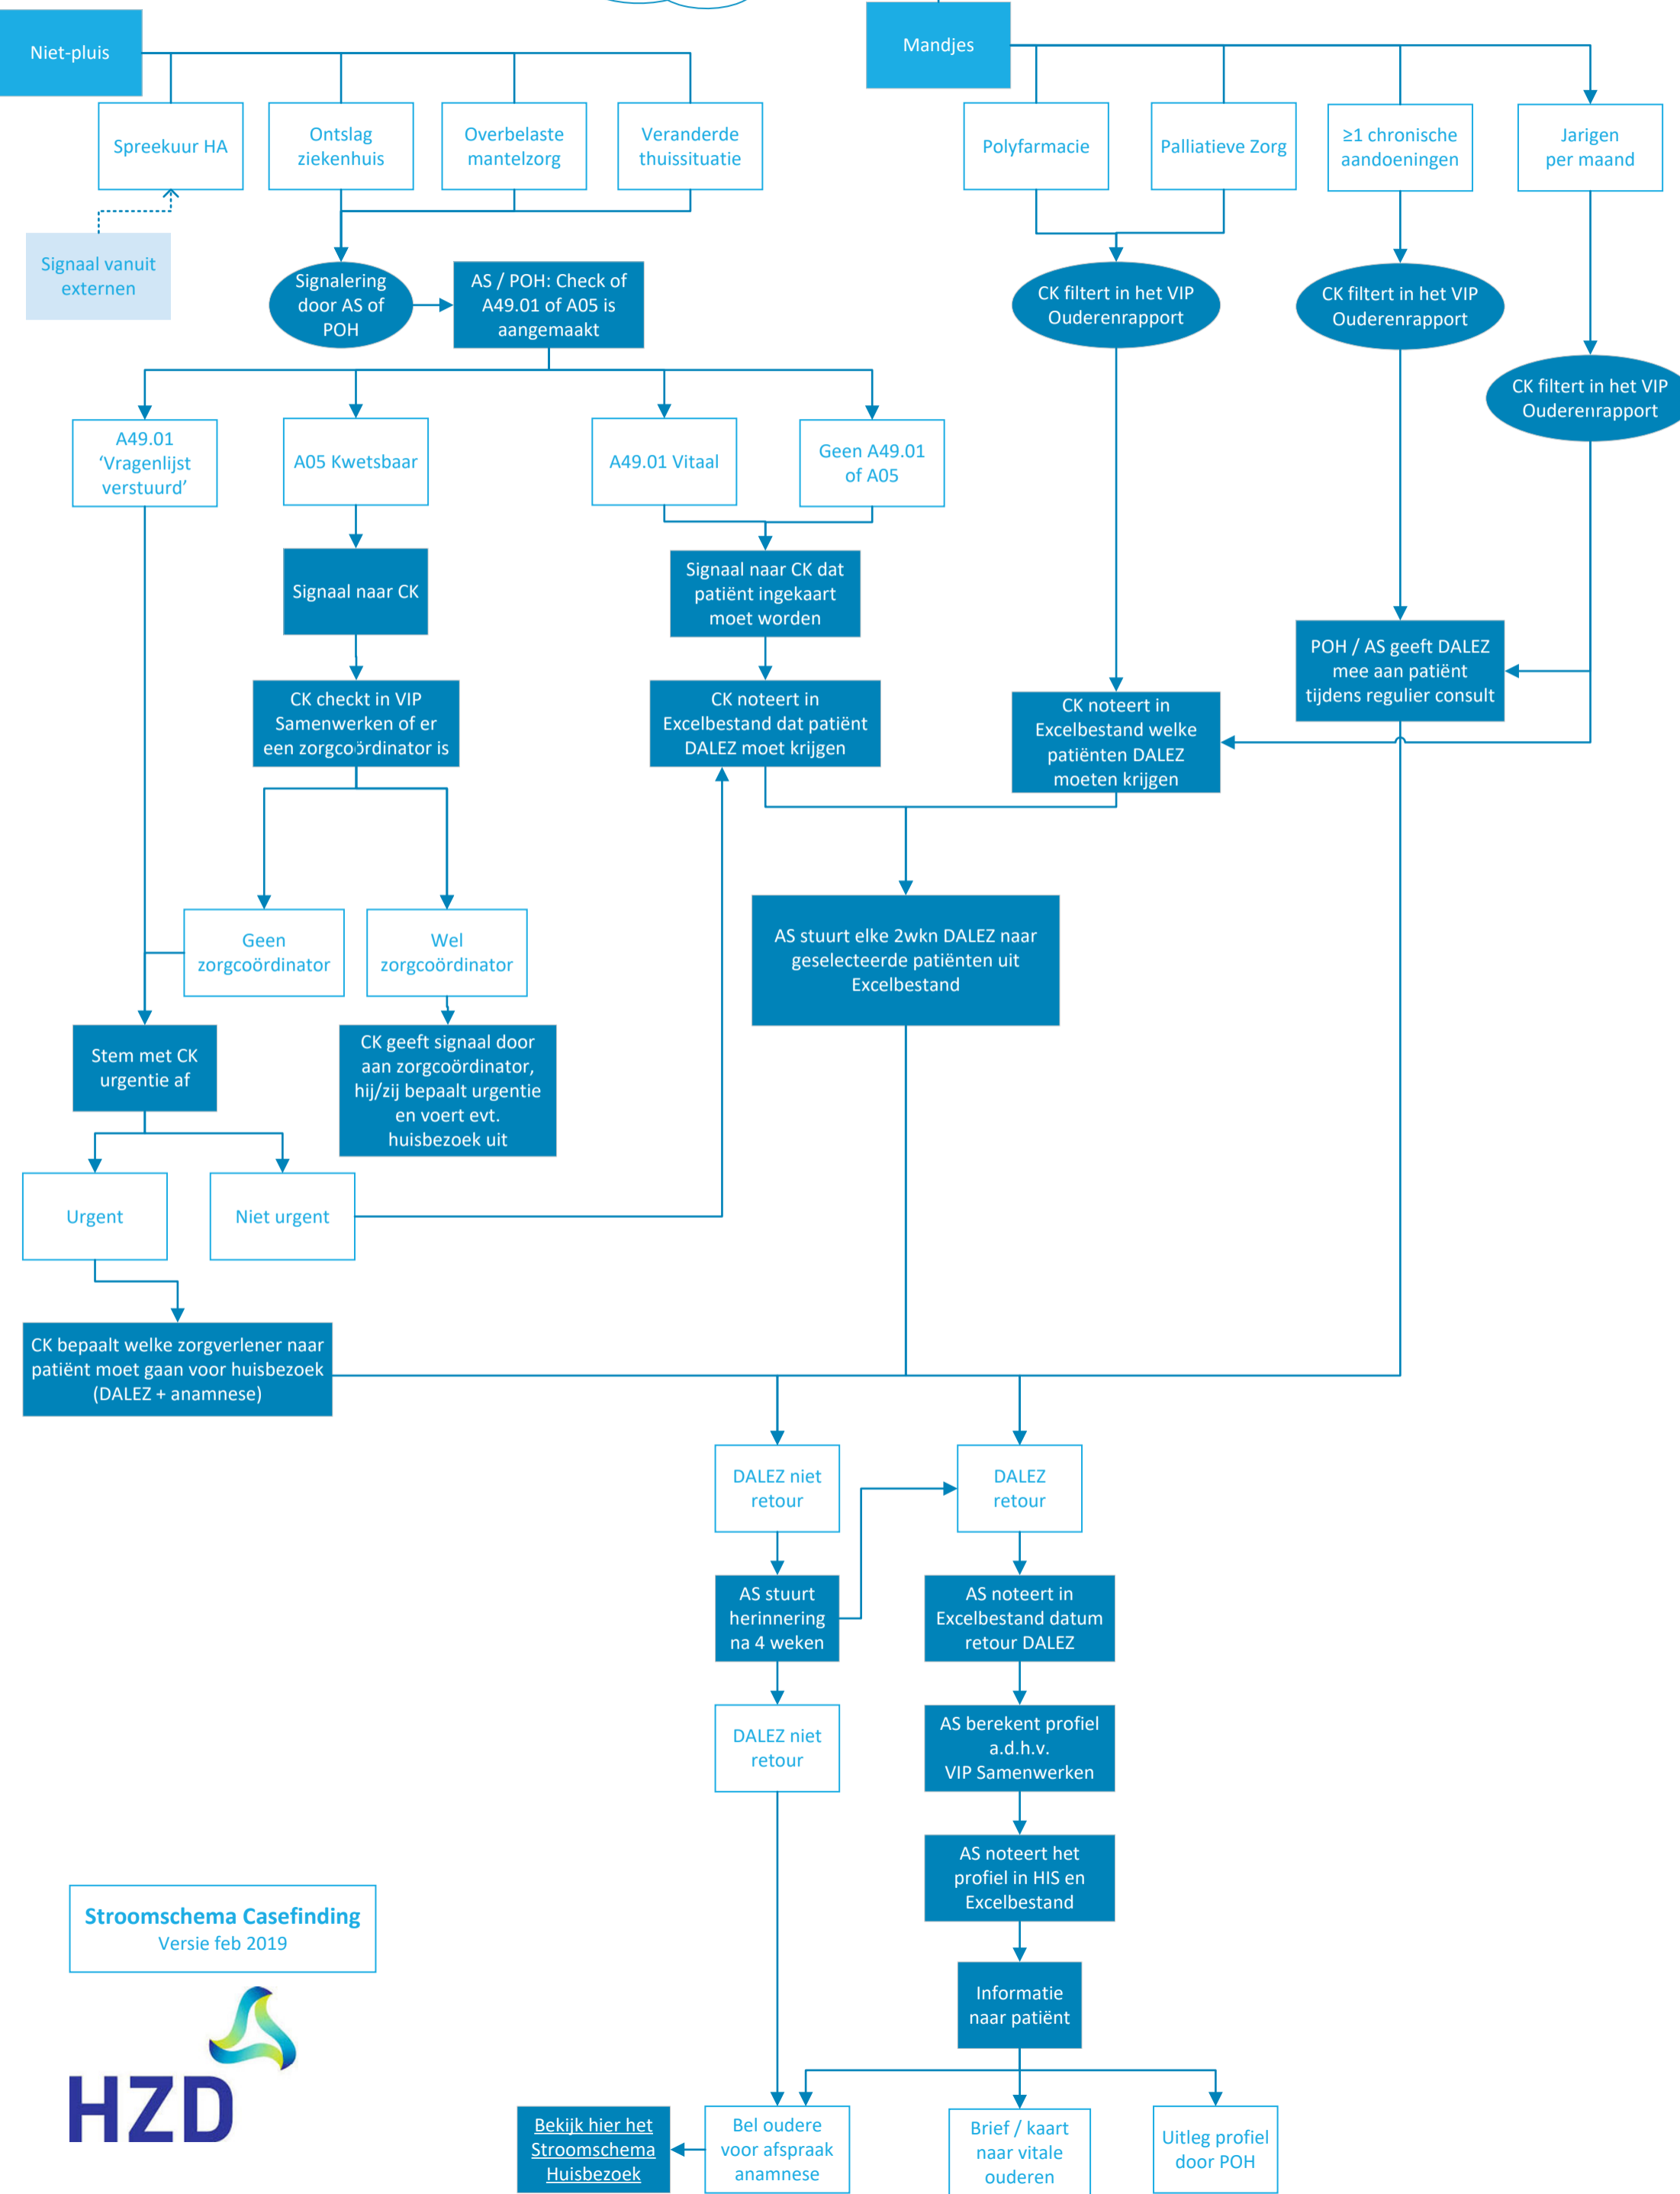 Niet-pluis
Mandjes
Spreekuur HA
Ontslag
ziekenhuis
Overbelaste
mantelzorg
Veranderde
thuissituatie
Polyfarmacie
Palliatieve Zorg
≥1 chronische
aandoeningen
Jarigen
per maand
Signaal vanuit
externen
Signalering
door AS of
POH
AS / POH: Check of
A49.01 of A05 is
aangemaakt
CK filtert in het VIP
Ouderenrapport
CK filtert in het VIP
Ouderenrapport
CK filtert in het VIP
Ouderenrapport
A49.01
‘Vragenlijst
verstuurd’
A05 Kwetsbaar
A49.01 Vitaal
Geen A49.01
of A05
Signaal naar CK
Signaal naar CK dat
patiënt ingekaart
moet worden
POH / AS geeft DALEZ
mee aan patiënt
tijdens regulier consult
CK checkt in VIP
Samenwerken of er
een zorgcoördinator is
CK noteert in
Excelbestand dat patiënt
DALEZ moet krijgen
CK noteert in
Excelbestand welke
patiënten DALEZ
moeten krijgen
Geen
zorgcoördinator
Wel
zorgcoördinator
AS stuurt elke 2wkn DALEZ naar
geselecteerde patiënten uit
Excelbestand
Stem met CK
urgentie af
CK geeft signaal door
aan zorgcoördinator,
hij/zij bepaalt urgentie
en voert evt.
huisbezoek uit
Urgent
Niet urgent
CK bepaalt welke zorgverlener naar
patiënt moet gaan voor huisbezoek
(DALEZ + anamnese)
DALEZ niet
retour
DALEZ
retour
AS stuurt
herinnering
na 4 weken
AS noteert in
Excelbestand datum
retour DALEZ
DALEZ niet
retour
AS berekent profiel
a.d.h.v.
VIP Samenwerken
AS noteert het
profiel in HIS en
Excelbestand
Stroomschema Casefinding
Versie feb 2019
Informatie
naar patiënt
HZD
Bekijk hier het
Stroomschema
Huisbezoek
Bel oudere
voor afspraak
anamnese
Brief / kaart
naar vitale
ouderen
Uitleg profiel
door POH